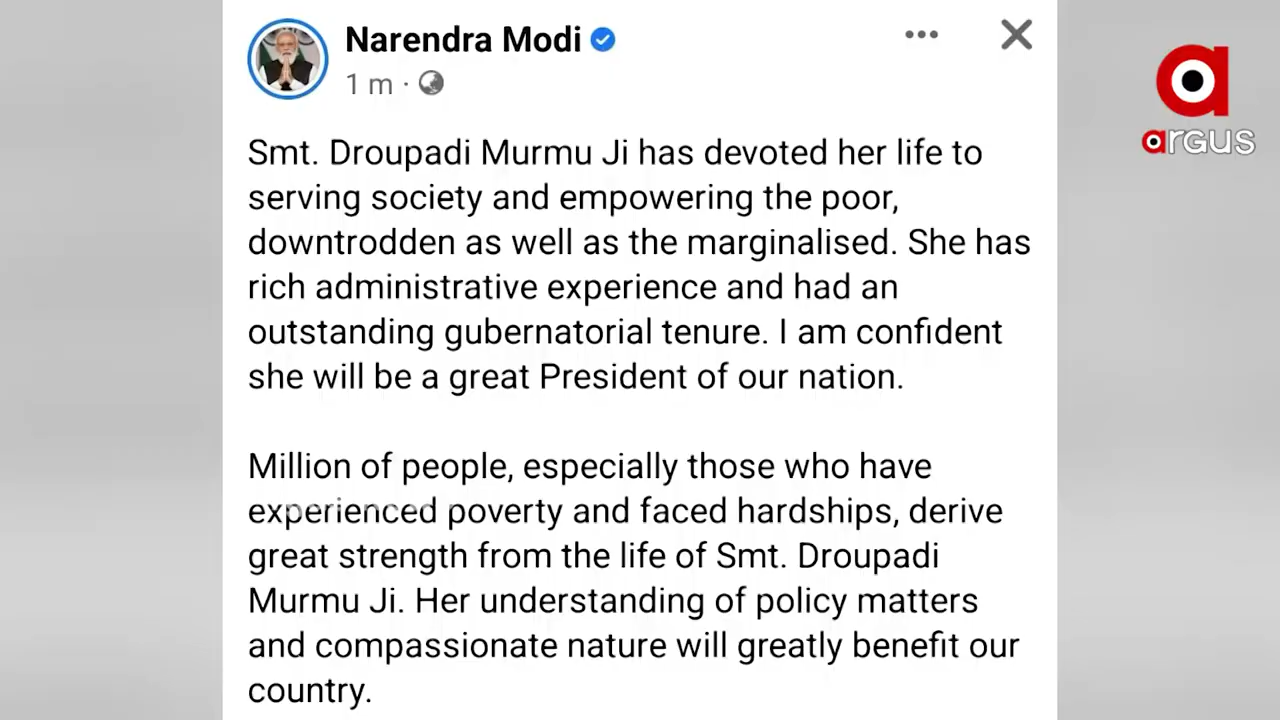 Narendra Modi
1 m ·
Smt. Droupadi Murmu Ji has devoted her life to
serving society and empowering the poor,
downtrodden as well as the marginalised. She has
rich administrative experience and had an
outstanding gubernatorial tenure. I am confident
she will be a great President of our nation.
Million of people, especially those who have
experienced poverty and faced hardships, derive
great strength from the life of Smt. Droupadi
Murmu Ji. Her understanding of policy matters
and compassionate nature will greatly benefit our
country.
argus